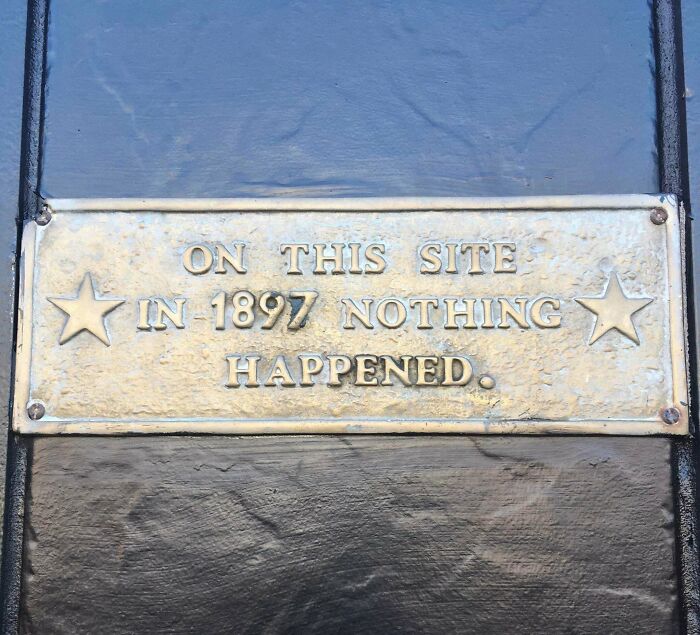 ON THIS SITE
IN 1897 NOTHING
HAPPENED.